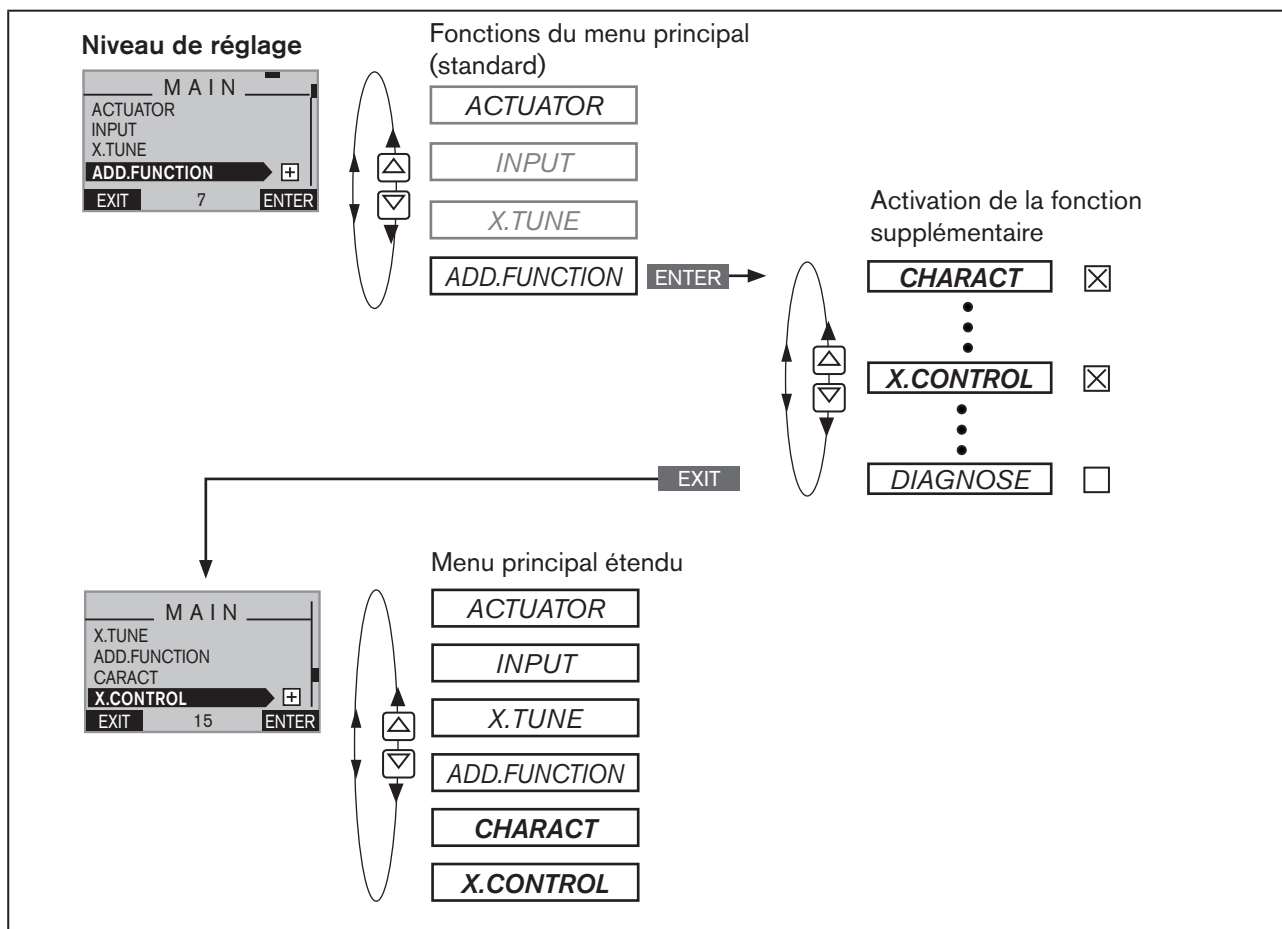 Niveau de réglage
MAIN
ACTUATOR
INPUT
X.TUNE
ADD.FUNCTION
EXIT 7 ENTER
Fonctions du menu principal
(standard)
ACTUATOR
INPUT
X.TUNE
ADD.FUNCTION ENTER
Activation de la fonction
supplémentaire
CHARACT
X.CONTROL
DIAGNOSE
EXIT
MAIN
X.TUNE
ADD.FUNCTION
CARACT
X.CONTROL
EXIT 15 ENTER
Menu principal étendu
ACTUATOR
INPUT
X.TUNE
ADD.FUNCTION
CHARACT
X.CONTROL